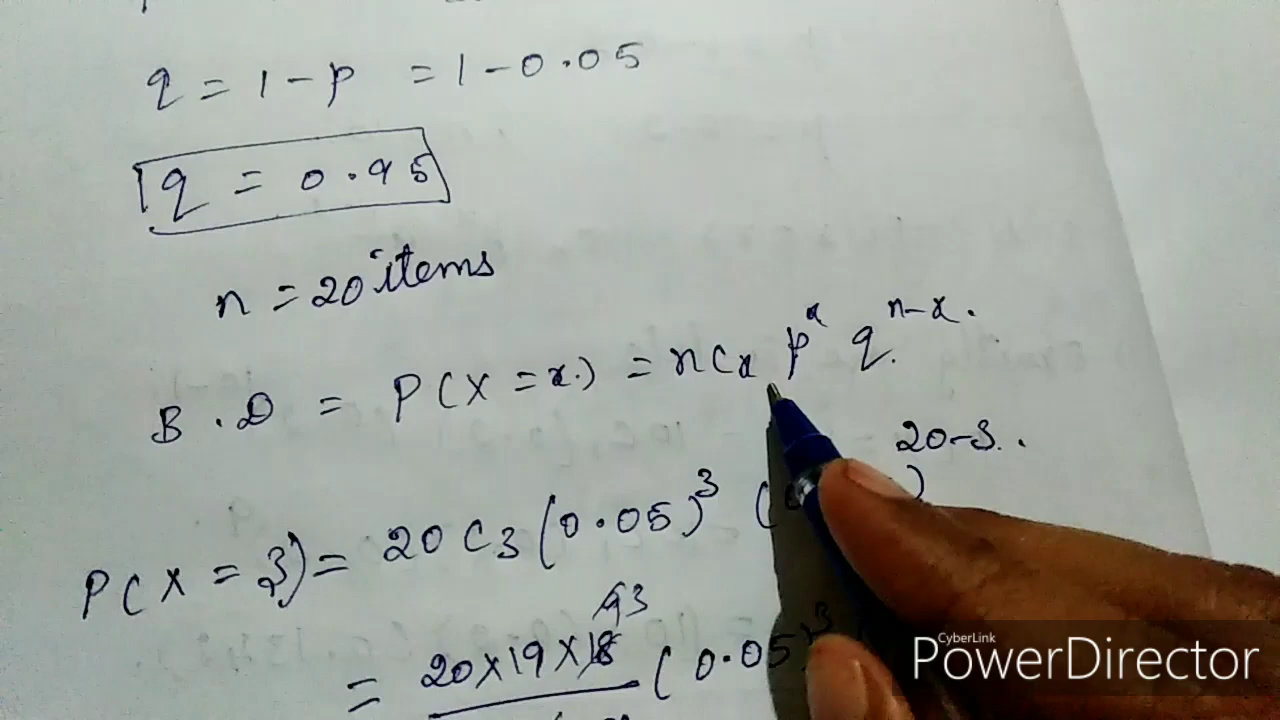 q = 1 - p = 1 - 0.05
q = 0.95
n = 20 items
B.D = P(X = x.) = nCx p^x q^n-x.
P(X = 3) = 20C3 (0.05)^3 ( )^20-3.
= 20×19×18 3 (0.05)^3
CyberLink
PowerDirector